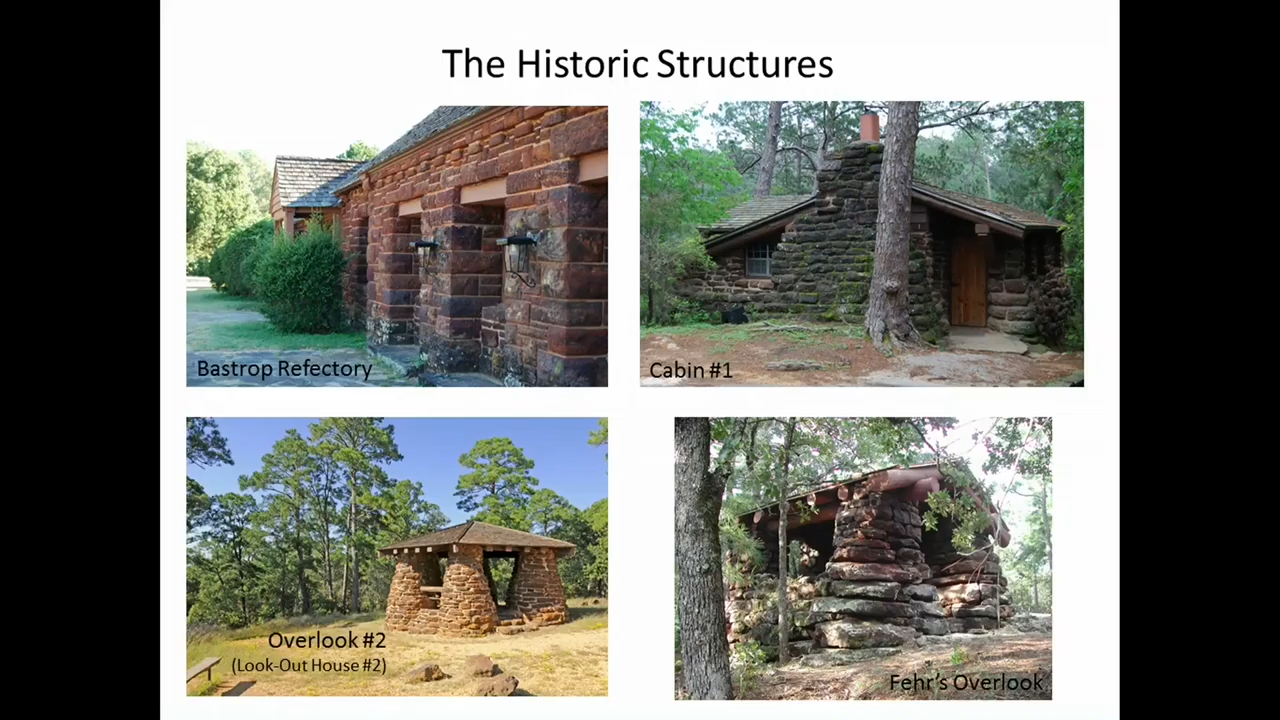 The Historic Structures
Bastrop Refectory
Cabin #1
Overlook #2
(Look-Out House #2)
Fehr's Overlook